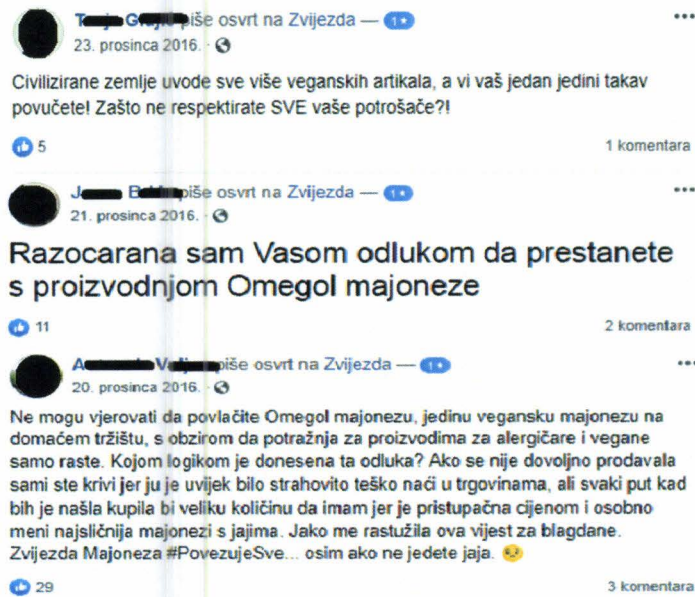 piše osvrt na Zvijezda — 1★
23. prosinca 2016. ·
Civilizirane zemlje uvode sve više veganskih artikala, a vi vaš jedan jedini takav
povučete! Zašto ne respektirate SVE vaše potrošače?!
5 1 komentara
piše osvrt na Zvijezda — 1★
21. prosinca 2016. ·
Razocarana sam Vasom odlukom da prestanete
s proizvodnjom Omegol majoneze
11 2 komentara
piše osvrt na Zvijezda — 1★
20. prosinca 2016. ·
Ne mogu vjerovati da povlačite Omegol majonezu, jedinu vegansku majonezu na
domaćem tržištu, s obzirom da potražnja za proizvodima za alergičare i vegane
samo raste. Kojom logikom je donesena ta odluka? Ako se nije dovoljno prodavala
sami ste krivi jer ju je uvijek bilo strahovito teško naći u trgovinama, ali svaki put kad
bih je našla kupila bi veliku količinu da imam jer je pristupačna cijenom i osobno
meni najsličnija majonezi s jajima. Jako me rastužila ova vijest za blagdane.
Zvijezda Majoneza #PovezujeSve... osim ako ne jedete jaja. 😢
29 3 komentara